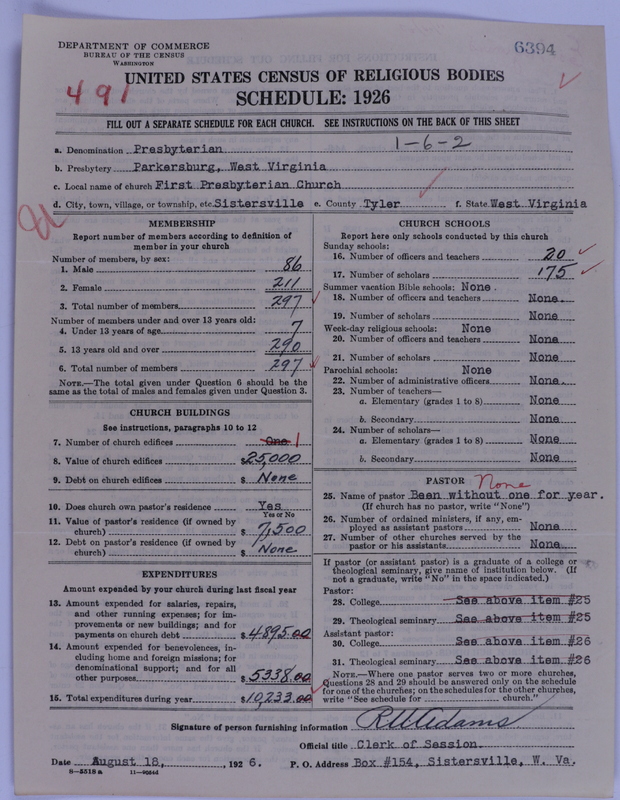 DEPARTMENT OF COMMERCE
BUREAU OF THE CENSUS
WASHINGTON
6394
491
UNITED STATES CENSUS OF RELIGIOUS BODIES
SCHEDULE: 1926
FILL OUT A SEPARATE SCHEDULE FOR EACH CHURCH. SEE INSTRUCTIONS ON THE BACK OF THIS SHEET
1-6-2
a. Denomination Presbyterian
b. Presbytery Parkersburg, West Virginia
c. Local name of church First Presbyterian Church
d. City, town, village, or township, etc. Sistersville e. County Tyler f. State West Virginia
MEMBERSHIP
Report number of members according to definition of
member in your church
Number of members, by sex:
1. Male 86
2. Female 211
3. Total number of members 297
Number of members under and over 13 years old:
4. Under 13 years of age 7
5. 13 years old and over 290
6. Total number of members 297
NOTE.—The total given under Question 6 should be the
same as the total of males and females given under Question 3.
CHURCH BUILDINGS
See instructions, paragraphs 10 to 12
7. Number of church edifices One 1
8. Value of church edifices $25,000
9. Debt on church edifices $ None
10. Does church own pastor's residence Yes
Yes or No
11. Value of pastor's residence (if owned by
church) $ 7,500
12. Debt on pastor's residence (if owned by
church) $ None
EXPENDITURES
Amount expended by your church during last fiscal year
13. Amount expended for salaries, repairs,
and other running expenses; for im-
provements or new buildings; and for
payments on church debt $4895.00
14. Amount expended for benevolences, in-
cluding home and foreign missions; for
denominational support; and for all
other purposes $5338.00
15. Total expenditures during year $10,233.00
CHURCH SCHOOLS
Report here only schools conducted by this church
Sunday schools:
16. Number of officers and teachers 20
17. Number of scholars 175
Summer vacation Bible schools: None.
18. Number of officers and teachers None.
19. Number of scholars None.
Week-day religious schools: None
20. Number of officers and teachers None.
21. Number of scholars None.
Parochial schools: None
22. Number of administrative officers None.
23. Number of teachers—
a. Elementary (grades 1 to 8) None.
b. Secondary None
24. Number of scholars—
a. Elementary (grades 1 to 8) None.
b. Secondary None
PASTOR None
25. Name of pastor Been without one for year.
(If church has no pastor, write "None")
26. Number of ordained ministers, if any, em-
ployed as assistant pastors None
27. Number of other churches served by the
pastor or his assistants None.
If pastor (or assistant pastor) is a graduate of a college or
theological seminary, give name of institution below. (If
not a graduate, write "No" in the space indicated.)
Pastor:
28. College See above item #25
29. Theological seminary See above item #25
Assistant pastor:
30. College See above item #26
31. Theological seminary See above item #26
NOTE.—Where one pastor serves two or more churches,
Questions 28 and 29 should be answered only on the schedule
for one of the churches; on the schedules for the other churches,
write "See schedule for church."
Signature of person furnishing information R W Adams
Official title Clerk of Session.
Date August 18, 1926. P. O. Address Box #154, Sistersville, W. Va.
S-5518 a